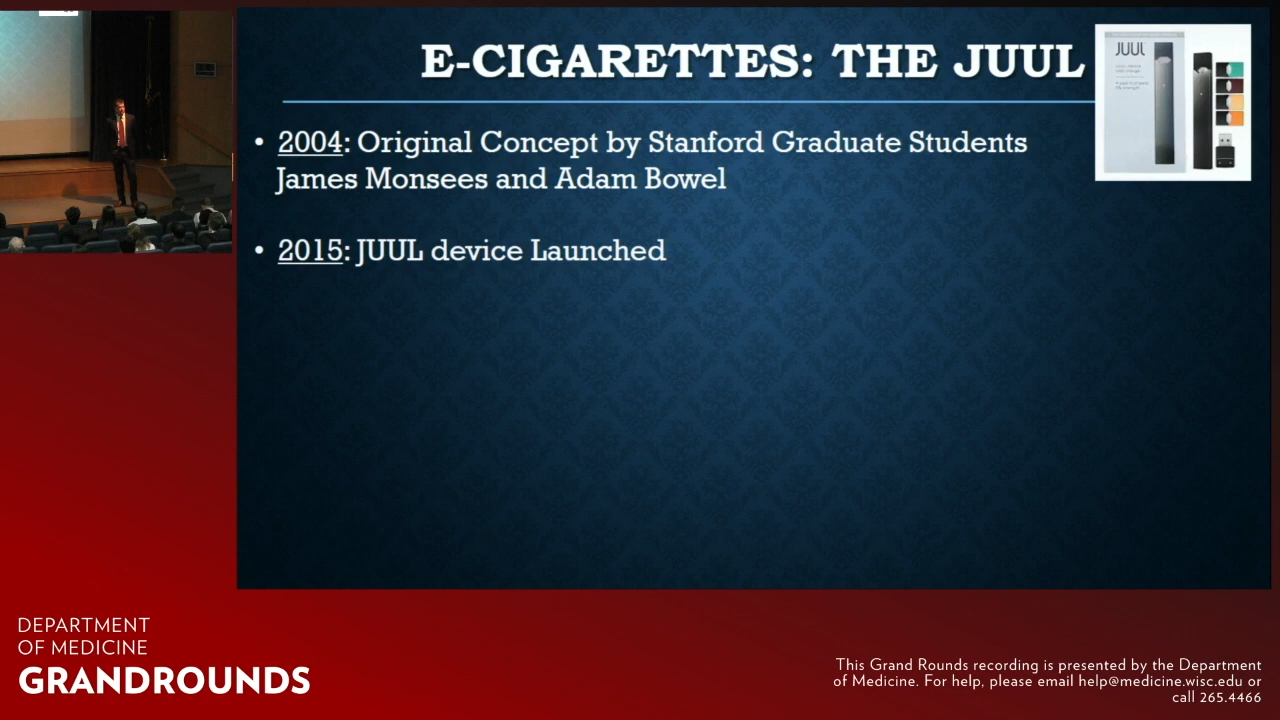 E-CIGARETTES: THE JUUL
JUUL
• 2004: Original Concept by Stanford Graduate Students
James Monsees and Adam Bowel
• 2015: JUUL device Launched
DEPARTMENT
OF MEDICINE
GRANDROUNDS
This Grand Rounds recording is presented by the Department
of Medicine. For help, please email help@medicine.wisc.edu or
call 265.4466